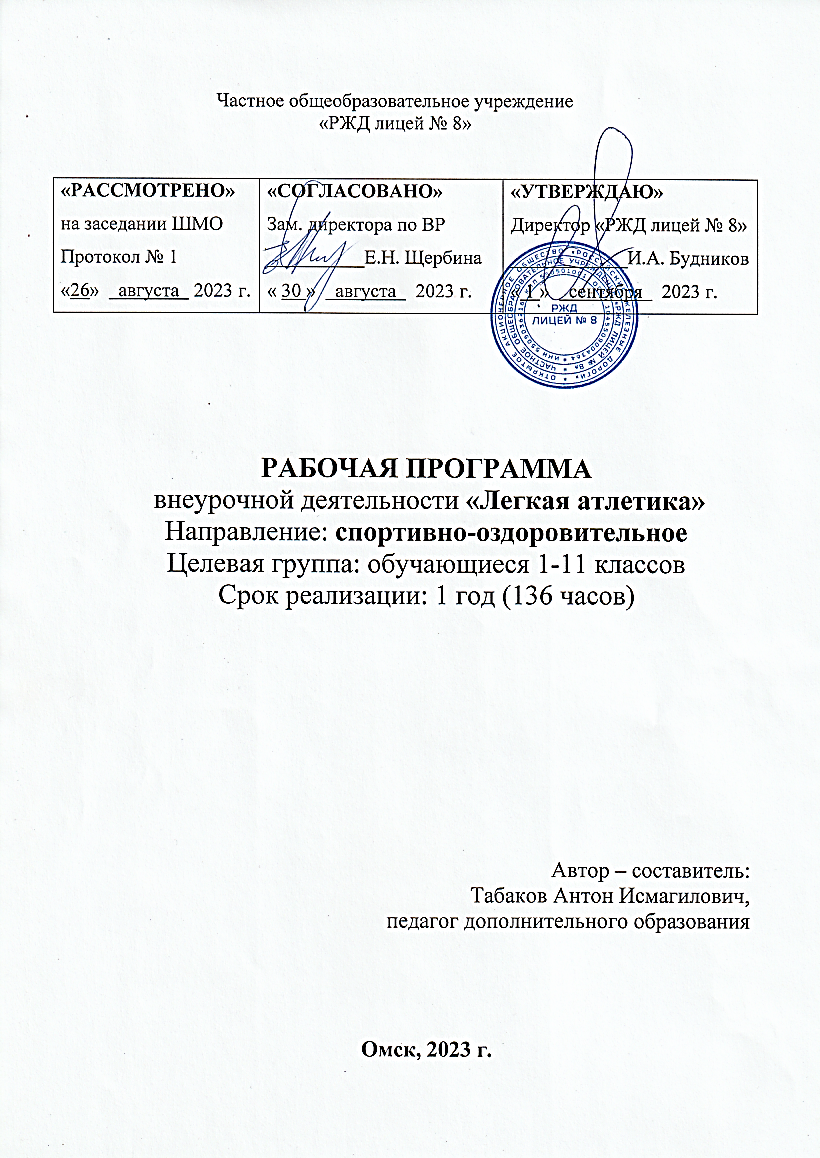 Частное общеобразовательное учреждение
«РЖД лицей № 8»
«РАССМОТРЕНО»
на заседании ШМО
Протокол № 1
«26» августа 2023 г.
«СОГЛАСОВАНО»
Зам. директора по ВР
Е.Н. Щербина
« 30 » августа 2023 г.
«УТВЕРЖДАЮ»
Директор «РЖД лицей № 8»
И.А. Будников
1 » сентября 2023 г.
РЖД
ЛИЦЕЙ № 8
РАБОЧАЯ ПРОГРАММА
внеурочной деятельности «Легкая атлетика»
Направление: спортивно-оздоровительное
Целевая группа: обучающиеся 1-11 классов
Срок реализации: 1 год (136 часов)
Автор – составитель:
Табаков Антон Исмагилович,
педагог дополнительного образования
Омск, 2023 г.